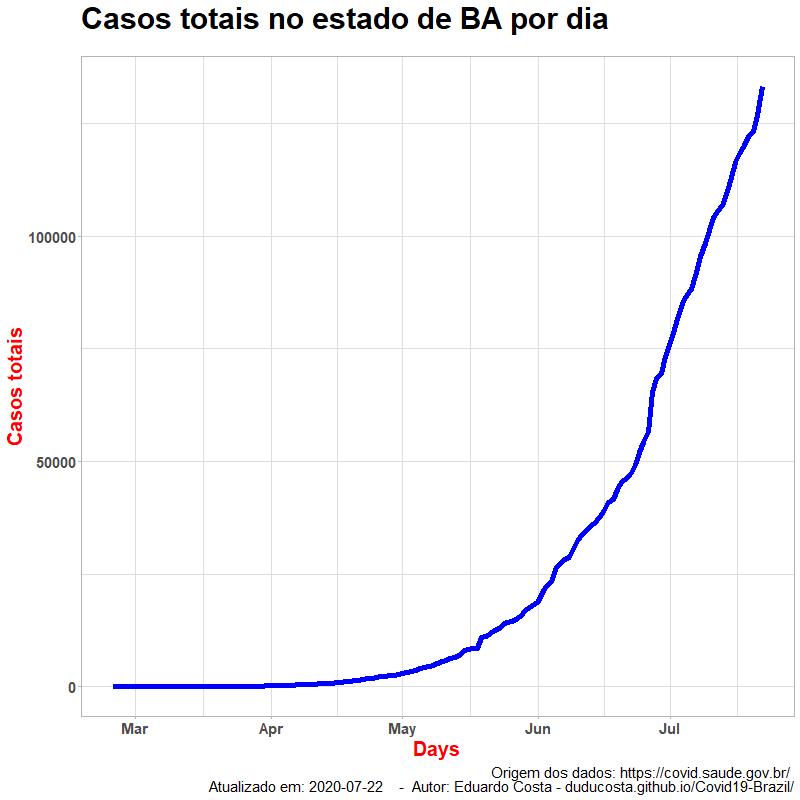 Casos totais no estado de BA por dia
Casos totais
100000
50000
0
Mar Apr May Jun Jul
Days
Origem dos dados: https://covid.saude.gov.br/
Atualizado em: 2020-07-22 - Autor: Eduardo Costa - duducosta.github.io/Covid19-Brazil/